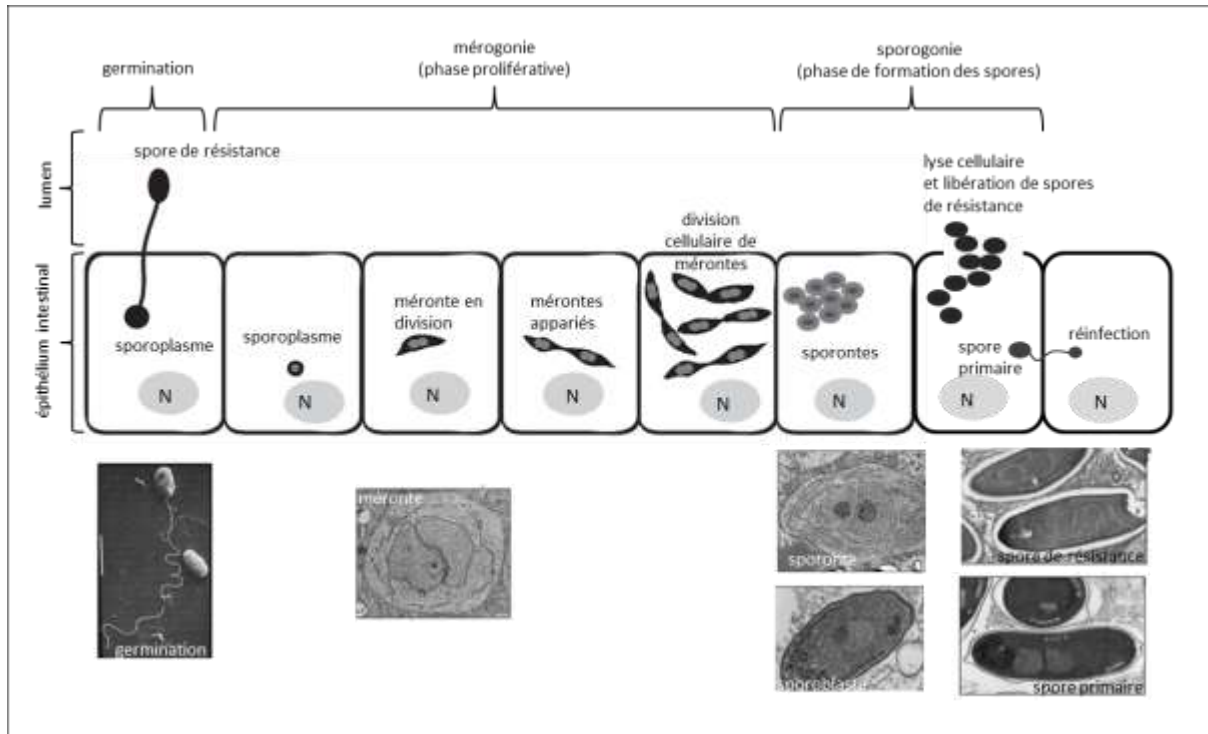 germination
mérogonie
(phase proliférative)
sporogonie
(phase de formation des spores)
lumen
spore de résistance
lyse cellulaire
et libération de spores
de résistance
division
cellulaire de
mérontes
épithélium intestinal
sporoplasme
sporoplasme
méronte en
division
mérontes
appariés
sporontes
spore
primaire
réinfection
N
N
N
N
N
N
N
N
germination
méronte
sporonte
sporoblaste
spore de résistance
spore primaire